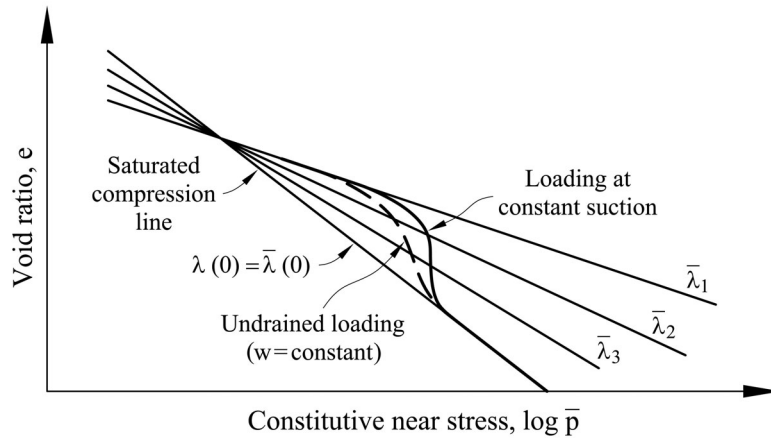 Void ratio, e
Saturated
compression
line
Loading at
constant suction
λ (0) = λ̅ (0)
Undrained loading
(w = constant)
λ̅₁
λ̅₂
λ̅₃
Constitutive near stress, log p̅